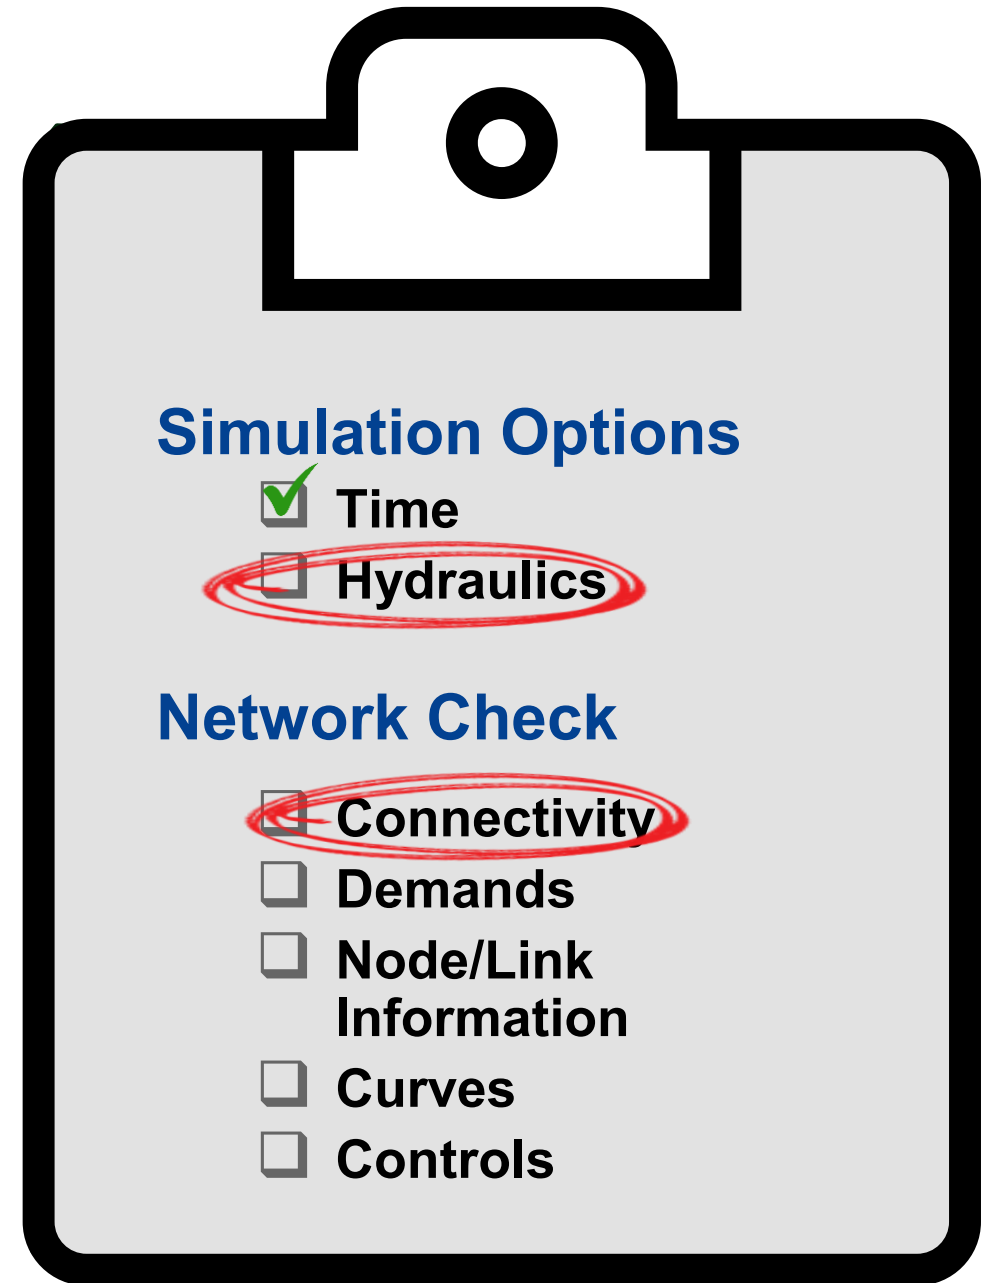 Simulation Options
Time
Hydraulics
Network Check
Connectivity
Demands
Node/Link
Information
Curves
Controls